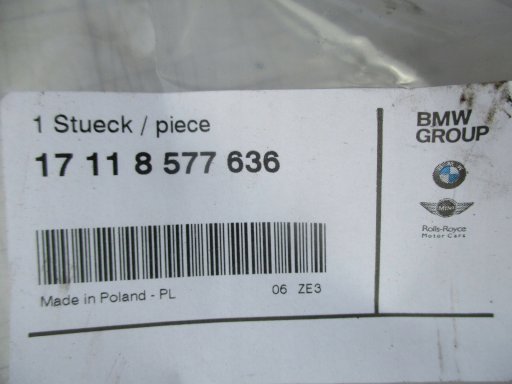 1 Stueck / piece
17 11 8 577 636
Made in Poland - PL
06 ZE3
BMW
GROUP
MINI
Rolls-Royce
Motor Cars